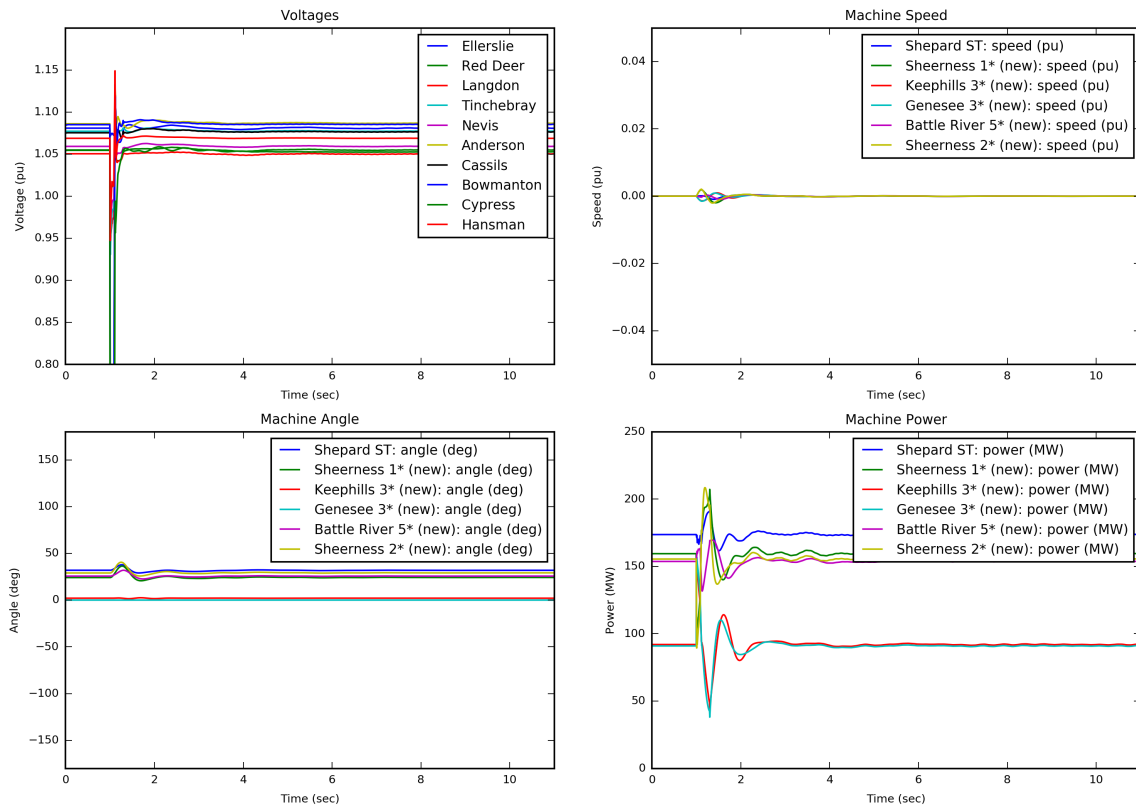 Voltages
1.15
1.10
1.05
1.00
0.95
0.90
0.85
0.80
Voltage (pu)
Ellerslie
Red Deer
Langdon
Tinchebray
Nevis
Anderson
Cassils
Bowmanton
Cypress
Hansman
0 2 4 6 8 10
Time (sec)
Machine Speed
0.04
0.02
0.00
−0.02
−0.04
Speed (pu)
Shepard ST: speed (pu)
Sheerness 1* (new): speed (pu)
Keephills 3* (new): speed (pu)
Genesee 3* (new): speed (pu)
Battle River 5* (new): speed (pu)
Sheerness 2* (new): speed (pu)
0 2 4 6 8 10
Time (sec)
Machine Angle
150
100
50
0
−50
−100
−150
Angle (deg)
Shepard ST: angle (deg)
Sheerness 1* (new): angle (deg)
Keephills 3* (new): angle (deg)
Genesee 3* (new): angle (deg)
Battle River 5* (new): angle (deg)
Sheerness 2* (new): angle (deg)
0 2 4 6 8 10
Time (sec)
Machine Power
250
200
150
100
50
0
Power (MW)
Shepard ST: power (MW)
Sheerness 1* (new): power (MW)
Keephills 3* (new): power (MW)
Genesee 3* (new): power (MW)
Battle River 5* (new): power (MW)
Sheerness 2* (new): power (MW)
0 2 4 6 8 10
Time (sec)